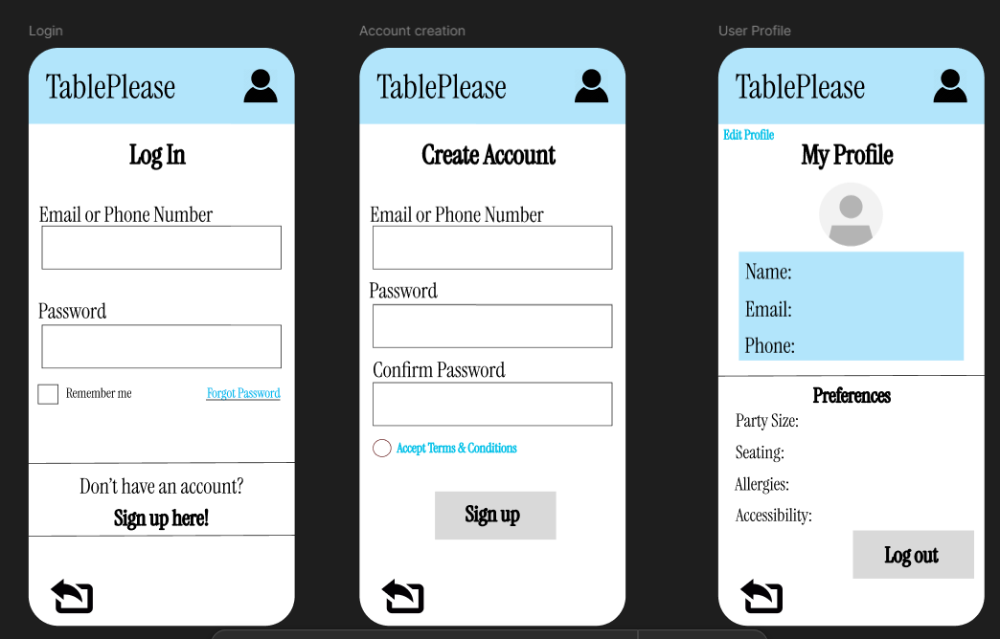 Login
TablePlease
Log In
Email or Phone Number
Password
Remember me
Forgot Password
Don't have an account?
Sign up here!
Account creation
TablePlease
Create Account
Email or Phone Number
Password
Confirm Password
Accept Terms & Conditions
Sign up
User Profile
TablePlease
Edit Profile
My Profile
Name:
Email:
Phone:
Preferences
Party Size:
Seating:
Allergies:
Accessibility:
Log out